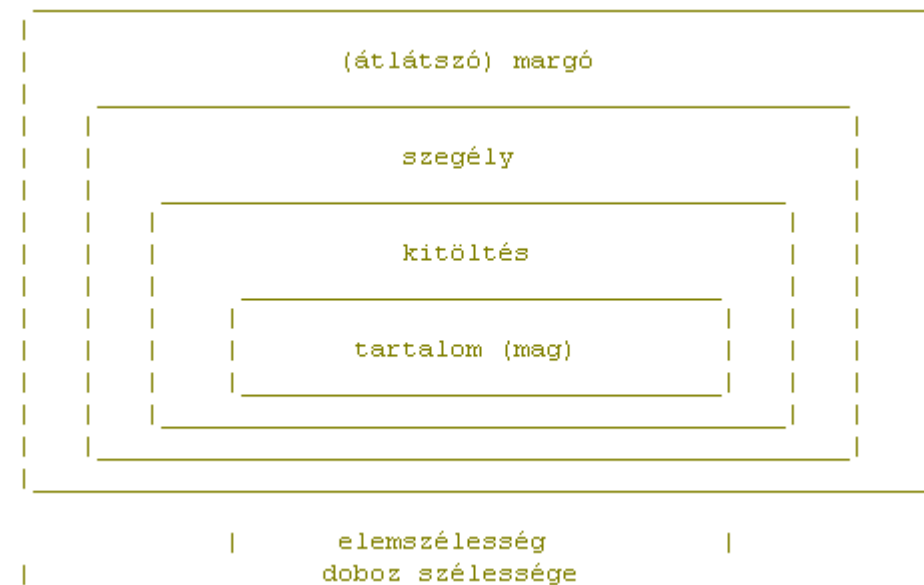 (átlátszó) margó
szegély
kitöltés
tartalom (mag)
elemszélesség
doboz szélessége